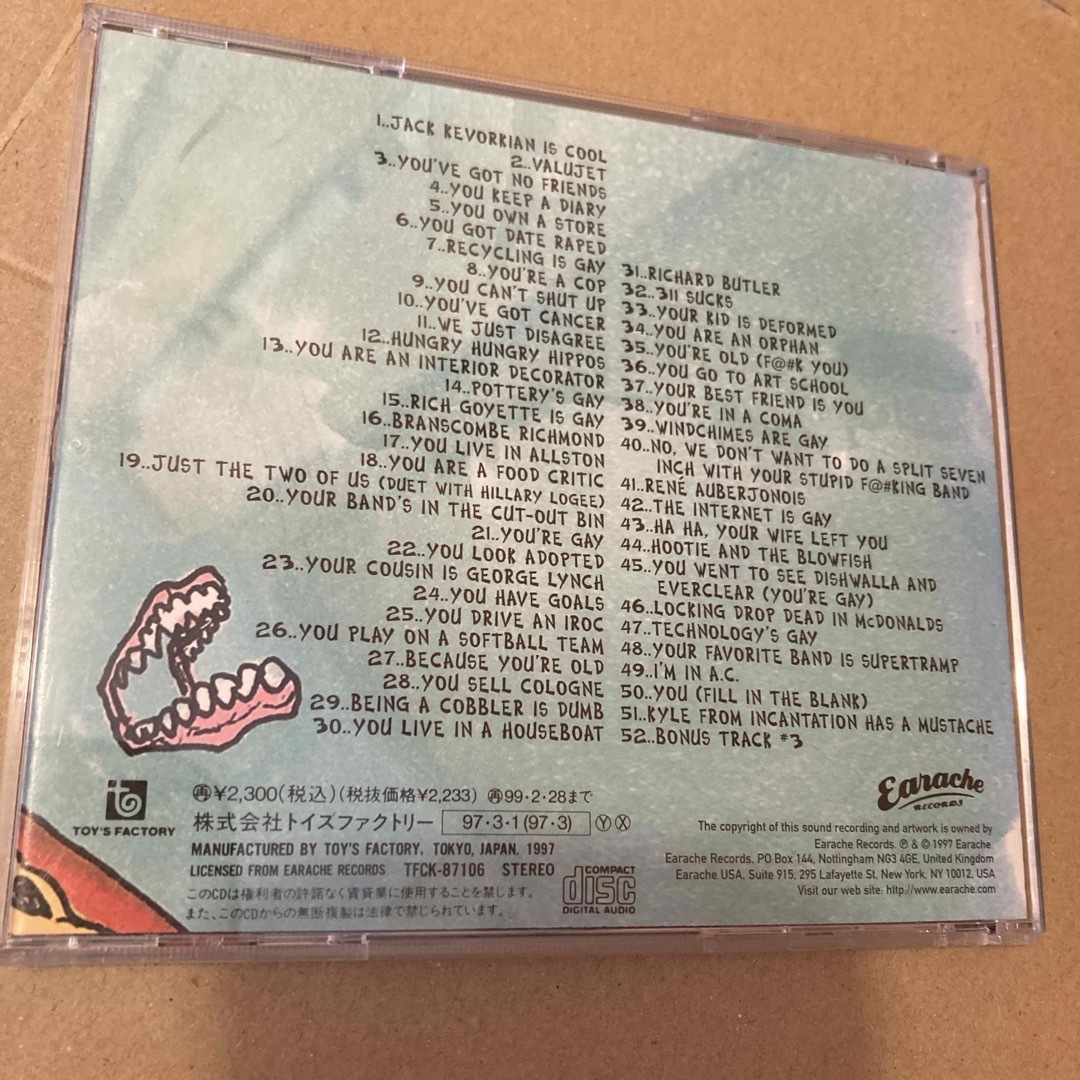 1..JACK KEVORKIAN IS COOL
2..VALUJET
3..YOU'VE GOT NO FRIENDS
4..YOU KEEP A DIARY
5..YOU OWN A STORE
6..YOU GOT DATE RAPED
7..RECYCLING IS GAY
8..YOU'RE A COP
9..YOU CAN'T SHUT UP
10..YOU'VE GOT CANCER
11..WE JUST DISAGREE
12..HUNGRY HUNGRY HIPPOS
13..YOU ARE AN INTERIOR DECORATOR
14..POTTERY'S GAY
15..RICH GOYETTE IS GAY
16..BRANSCOMBE RICHMOND
17..YOU LIVE IN ALLSTON
18..YOU ARE A FOOD CRITIC
19..JUST THE TWO OF US (DUET WITH HILLARY LOGEE)
20..YOUR BAND'S IN THE CUT-OUT BIN
21..YOU'RE GAY
22..YOU LOOK ADOPTED
23..YOUR COUSIN IS GEORGE LYNCH
24..YOU HAVE GOALS
25..YOU DRIVE AN IROC
26..YOU PLAY ON A SOFTBALL TEAM
27..BECAUSE YOU'RE OLD
28..YOU SELL COLOGNE
29..BEING A COBBLER IS DUMB
30..YOU LIVE IN A HOUSEBOAT
31..RICHARD BUTLER
32..311 SUCKS
33..YOUR KID IS DEFORMED
34..YOU ARE AN ORPHAN
35..YOU'RE OLD (F@#K YOU)
36..YOU GO TO ART SCHOOL
37..YOUR BEST FRIEND IS YOU
38..YOU'RE IN A COMA
39..WINDCHIMES ARE GAY
40..NO, WE DON'T WANT TO DO A SPLIT SEVEN
INCH WITH YOUR STUPID F@#KING BAND
41..RENÉ AUBERJONOIS
42..THE INTERNET IS GAY
43..HA HA, YOUR WIFE LEFT YOU
44..HOOTIE AND THE BLOWFISH
45..YOU WENT TO SEE DISHWALLA AND
EVERCLEAR (YOU'RE GAY)
46..LOCKING DROP DEAD IN McDONALDS
47..TECHNOLOGY'S GAY
48..YOUR FAVORITE BAND IS SUPERTRAMP
49..I'M IN A.C.
50..YOU (FILL IN THE BLANK)
51..KYLE FROM INCANTATION HAS A MUSTACHE
52..BONUS TRACK #3
TOY'S FACTORY
㊑¥2,300(税込)(税抜価格¥2,233) ㊑99・2・28まで
株式会社トイズファクトリー 97・3・1(97・3) Ⓨ Ⓧ
MANUFACTURED BY TOY'S FACTORY, TOKYO, JAPAN. 1997
LICENSED FROM EARACHE RECORDS TFCK-87106 STEREO
このCDは権利者の許諾なく賃貸業に使用することを禁じます。
また、このCDからの無断複製は法律で禁じられています。
COMPACT
disc
DIGITAL AUDIO
Earache
RECORDS
The copyright of this sound recording and artwork is owned by
Earache Records. ℗ & © 1997 Earache.
Earache Records, PO Box 144, Nottingham NG3 4GE, United Kingdom
Earache USA, Suite 915, 295 Lafayette St, New York, NY 10012, USA
Visit our web site: http://www.earache.com